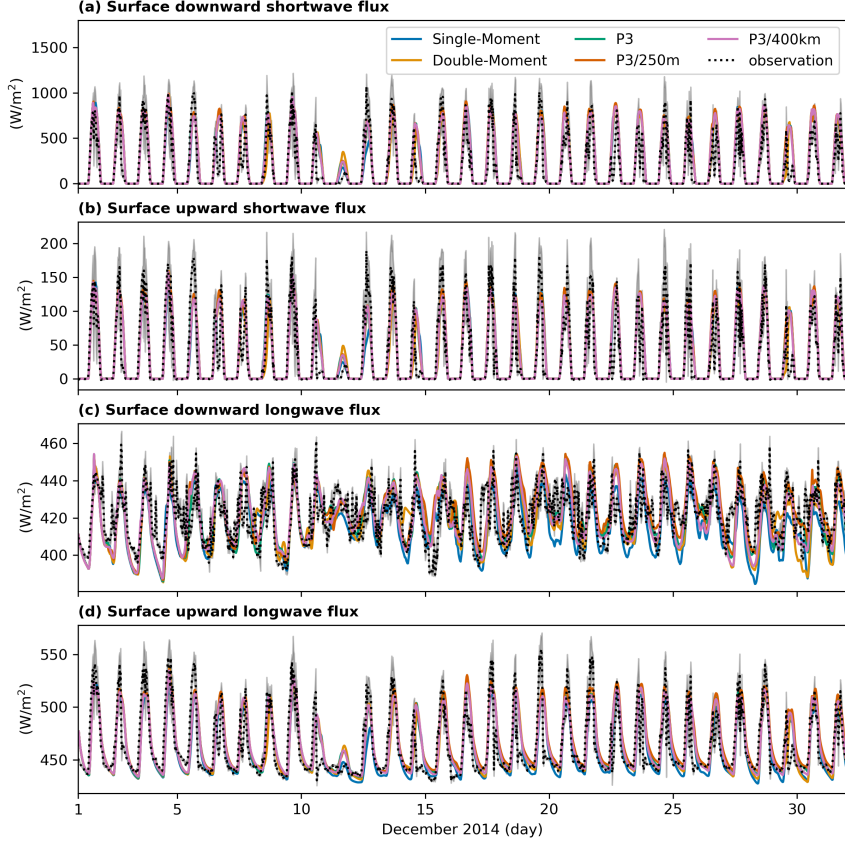 (a) Surface downward shortwave flux
1500
1000
500
0
(W/m²)
Single-Moment
Double-Moment
P3
P3/250m
P3/400km
observation
(b) Surface upward shortwave flux
200
150
100
50
0
(W/m²)
(c) Surface downward longwave flux
460
440
420
400
(W/m²)
(d) Surface upward longwave flux
550
500
450
(W/m²)
1 5 10 15 20 25 30
December 2014 (day)